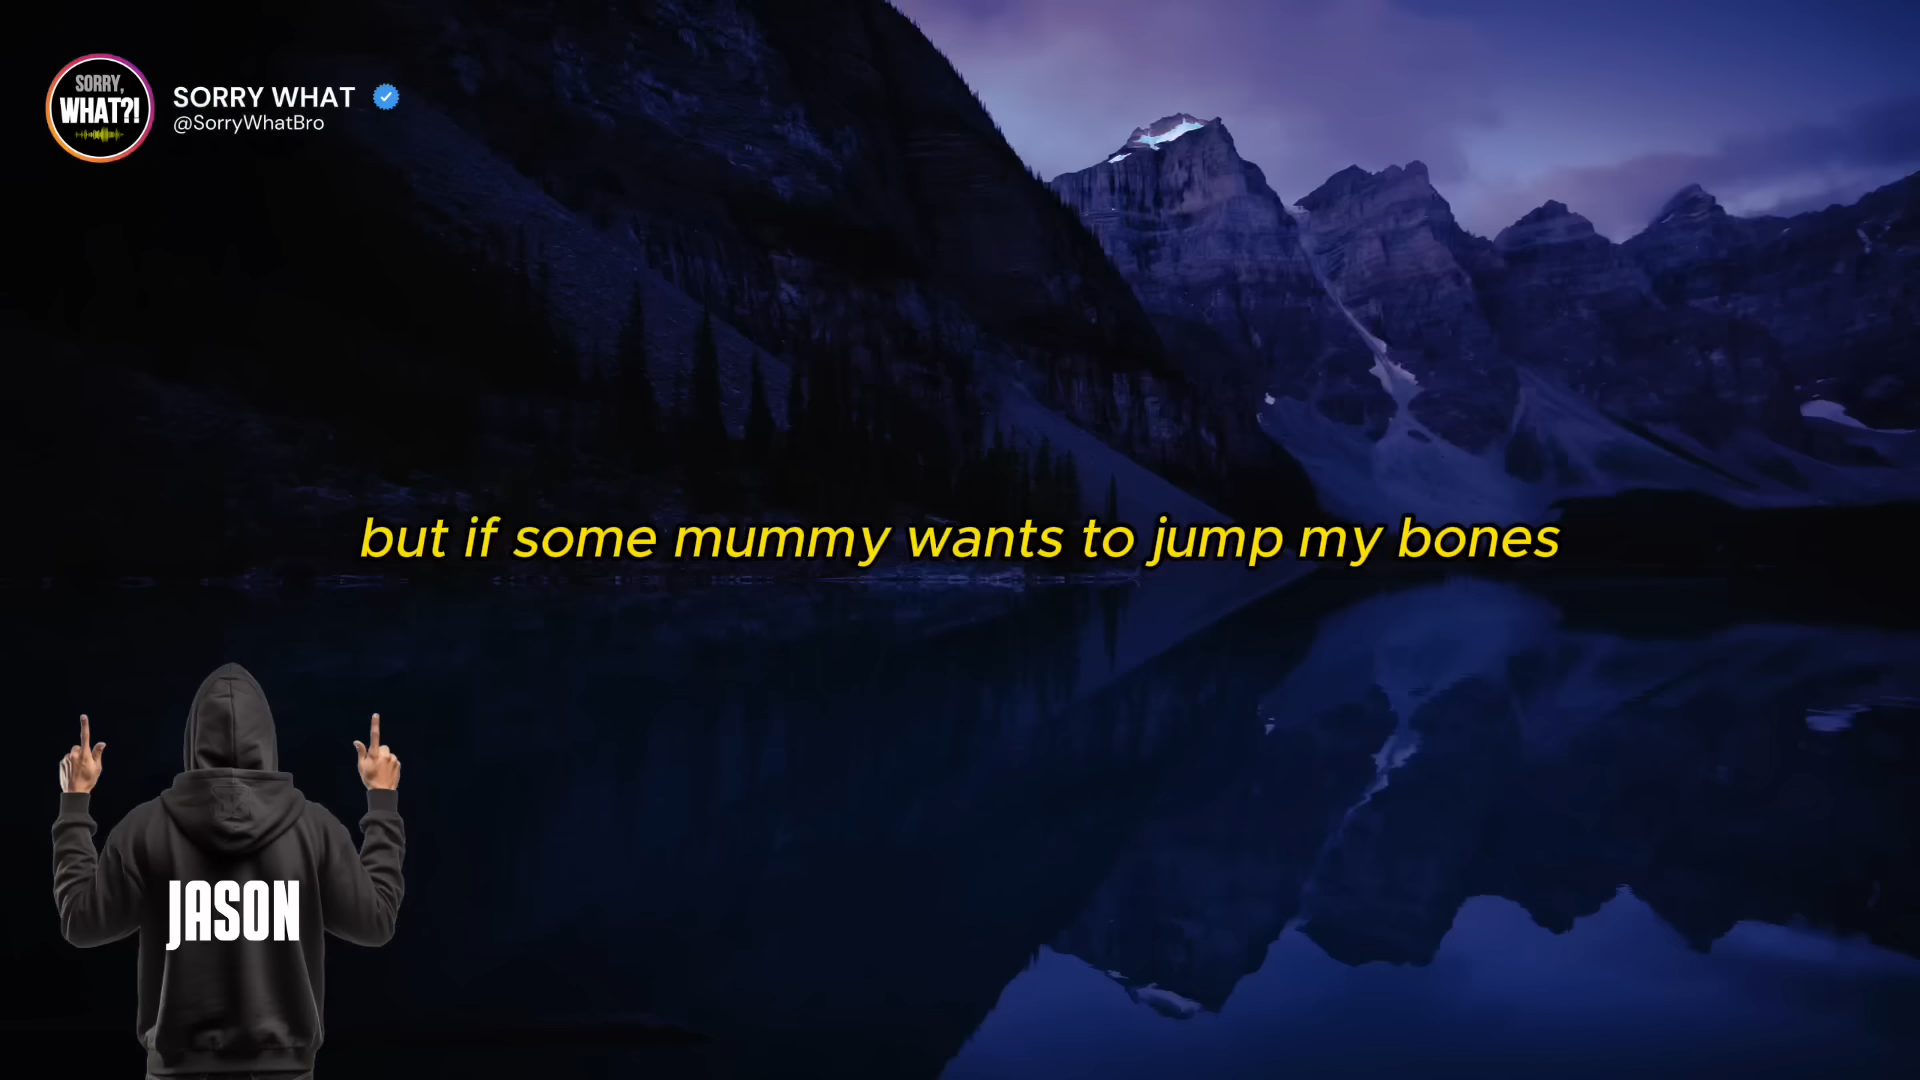 SORRY,
WHAT?!
SORRY WHAT
@SorryWhatBro
but if some mummy wants to jump my bones
JASON